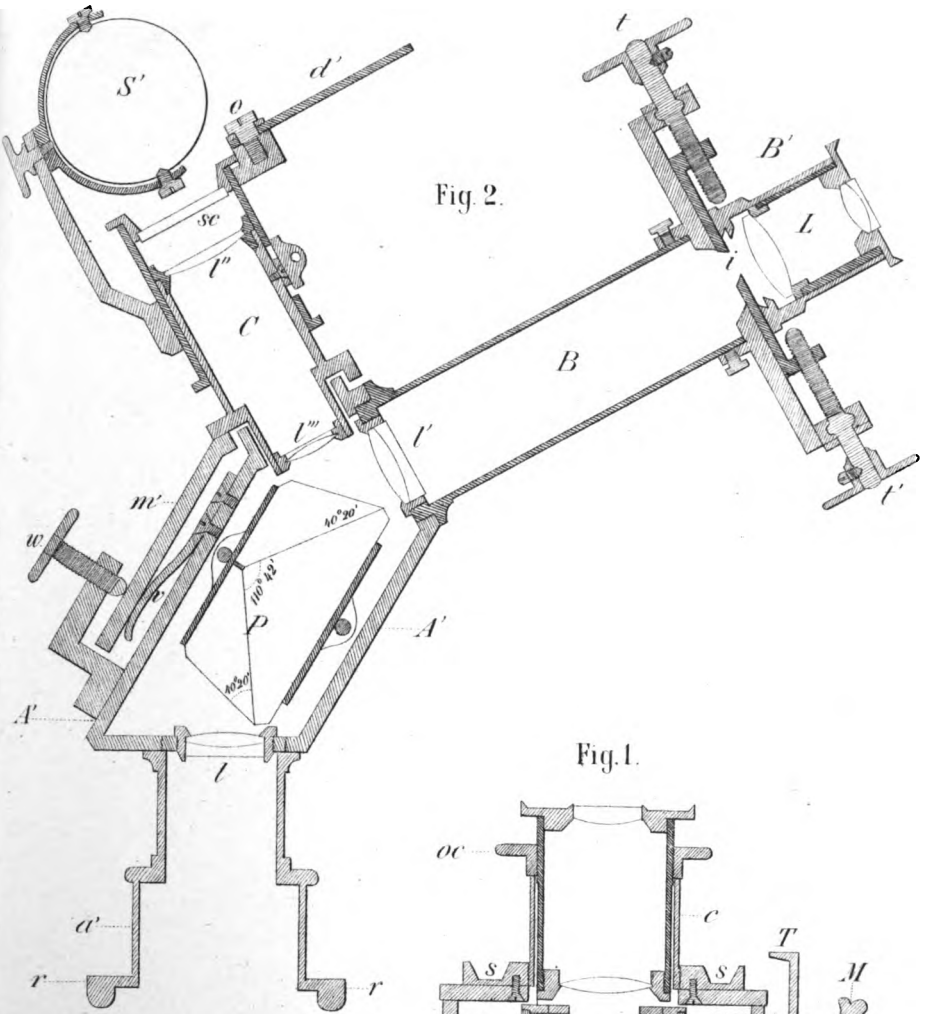 t
S'
d'
o
B'
Fig. 2.
sc
L
l''
i
C
B
l'''
l'
m'
t'
40°20'
w
110°42'
v
P
A'
40°20'
A'
l
Fig. 1.
oc
a'
c
T
s
s
r
r
M